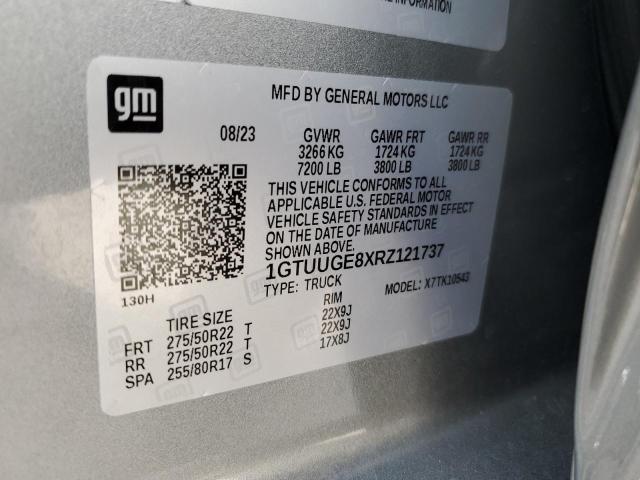 INFORMATION
gm
MFD BY GENERAL MOTORS LLC
08/23 GVWR GAWR FRT GAWR RR
3266 KG 1724 KG 1724 KG
7200 LB 3800 LB 3800 LB
THIS VEHICLE CONFORMS TO ALL
APPLICABLE U.S. FEDERAL MOTOR
VEHICLE SAFETY STANDARDS IN EFFECT
ON THE DATE OF MANUFACTURE
SHOWN ABOVE.
1GTUUGE8XRZ121737
130H TYPE: TRUCK MODEL: X7TK10543
TIRE SIZE RIM
FRT 275/50R22 T 22X9J
RR 275/50R22 T 22X9J
SPA 255/80R17 S 17X8J